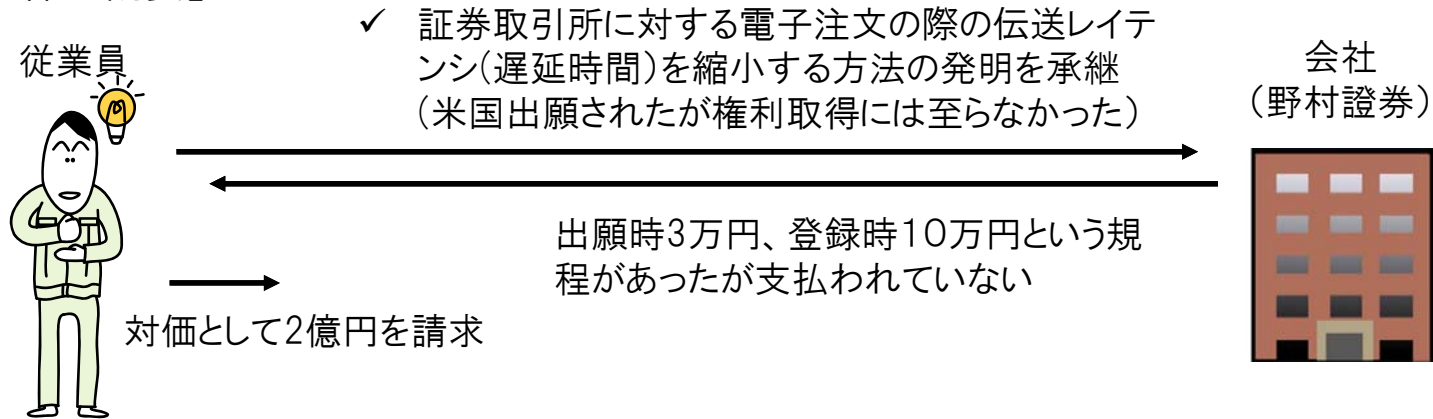 ✓ 証券取引所に対する電子注文の際の伝送レイテ
ンシ(遅延時間)を縮小する方法の発明を承継
(米国出願されたが権利取得には至らなかった)
従業員
会社
(野村證券)
出願時3万円、登録時10万円という規
程があったが支払われていない
対価として2億円を請求